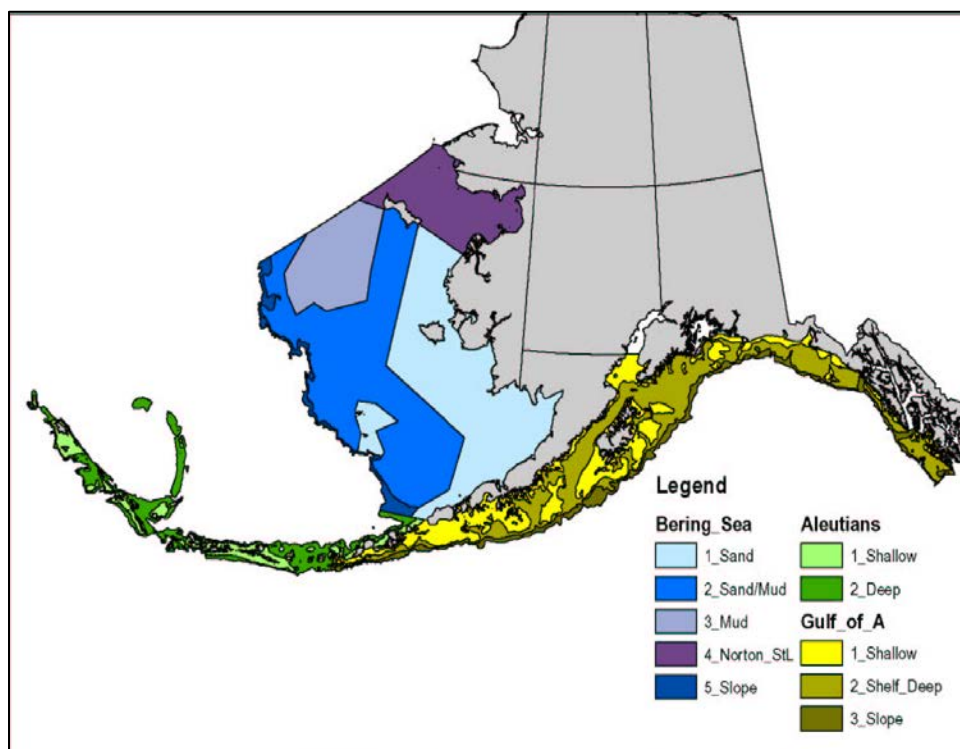 Legend
Bering_Sea
1_Sand
2_Sand/Mud
3_Mud
4_Norton_StL
5_Slope
Aleutians
1_Shallow
2_Deep
Gulf_of_A
1_Shallow
2_Shelf_Deep
3_Slope